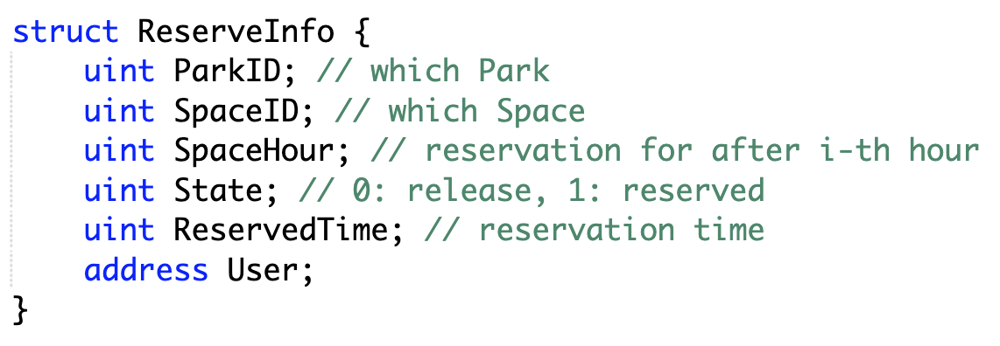 struct ReserveInfo {
    uint ParkID; // which Park
    uint SpaceID; // which Space
    uint SpaceHour; // reservation for after i-th hour
    uint State; // 0: release, 1: reserved
    uint ReservedTime; // reservation time
    address User;
}